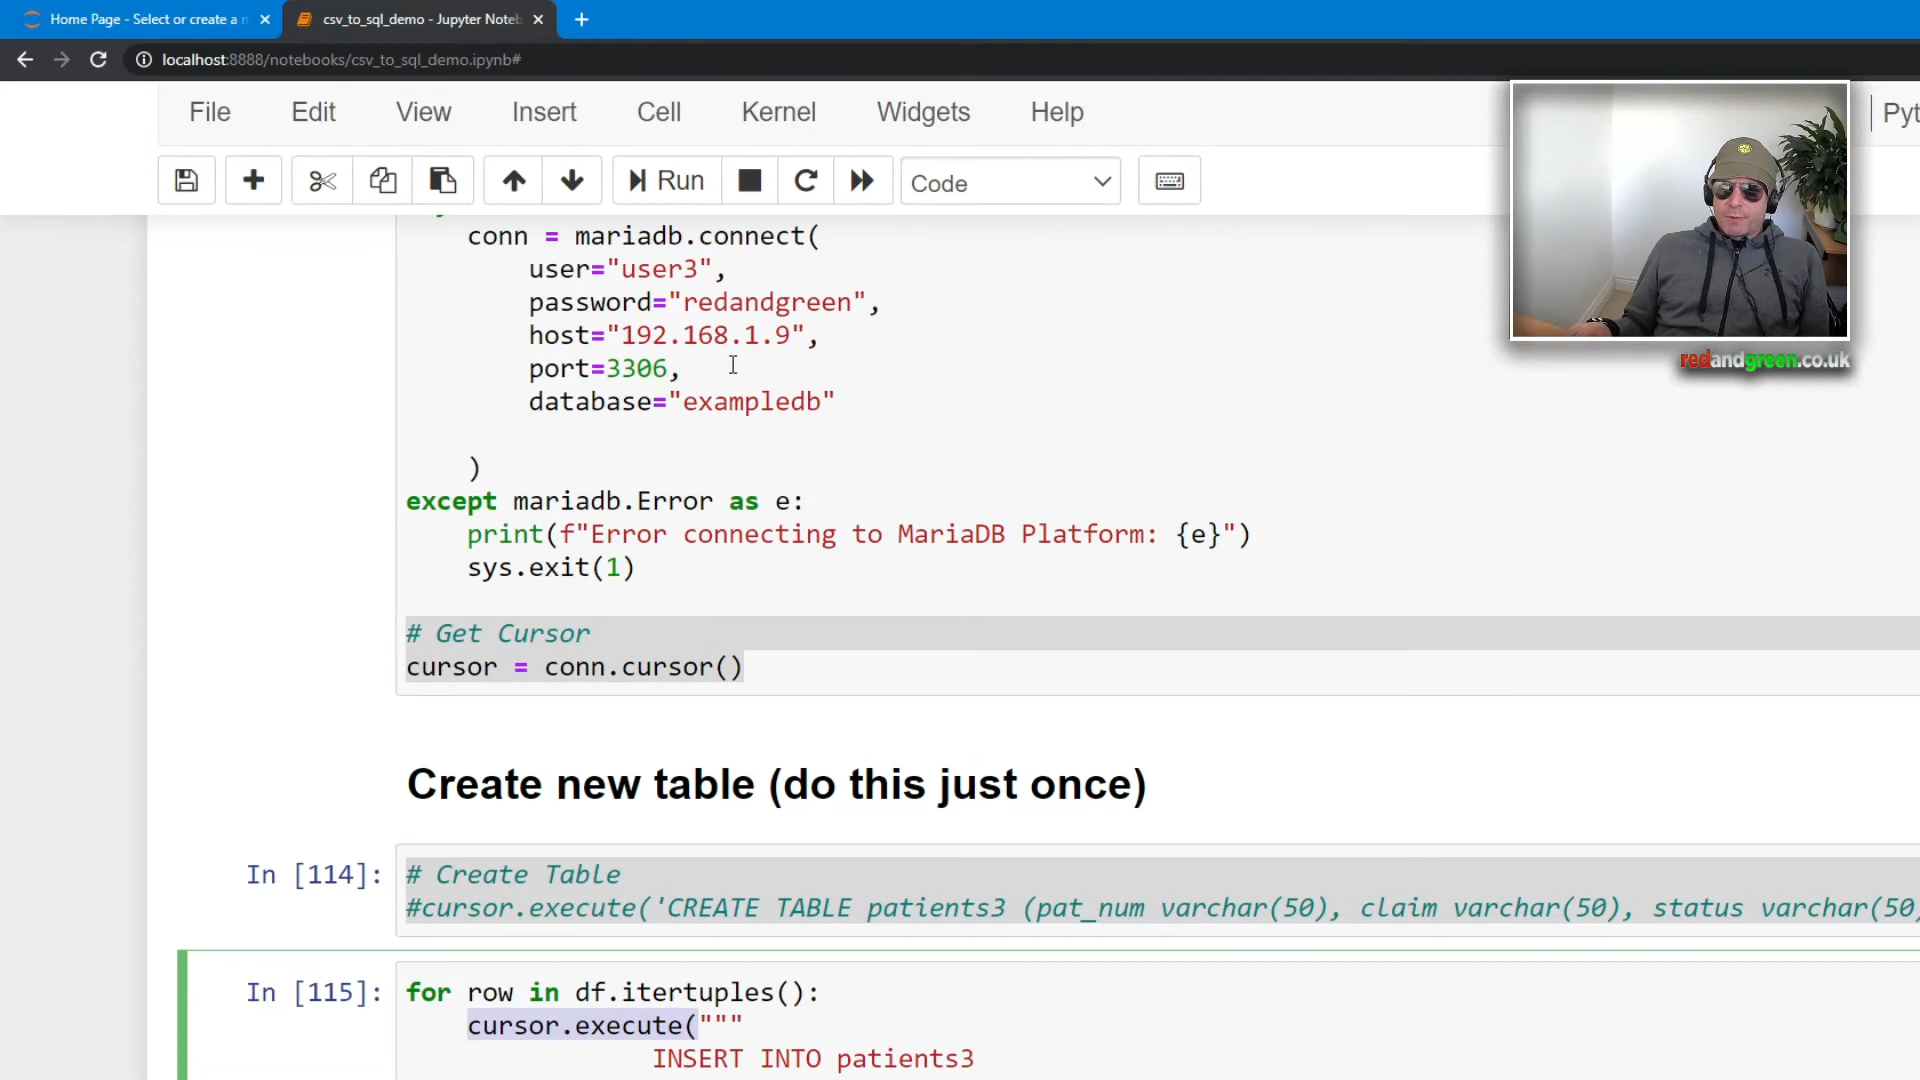 Home Page - Select or create a n
csv_to_sql_demo - Jupyter Noteb
localhost:8888/notebooks/csv_to_sql_demo.ipynb#
File Edit View Insert Cell Kernel Widgets Help
Pyt
Run
Code
redandgreen.co.uk
conn = mariadb.connect(
user="user3",
password="redandgreen",
host="192.168.1.9",
port=3306,
database="exampledb"
)
except mariadb.Error as e:
print(f"Error connecting to MariaDB Platform: {e}")
sys.exit(1)
# Get Cursor
cursor = conn.cursor()
Create new table (do this just once)
In [114]:
# Create Table
#cursor.execute('CREATE TABLE patients3 (pat_num varchar(50), claim varchar(50), status varchar(50)
In [115]:
for row in df.itertuples():
cursor.execute("""
INSERT INTO patients3